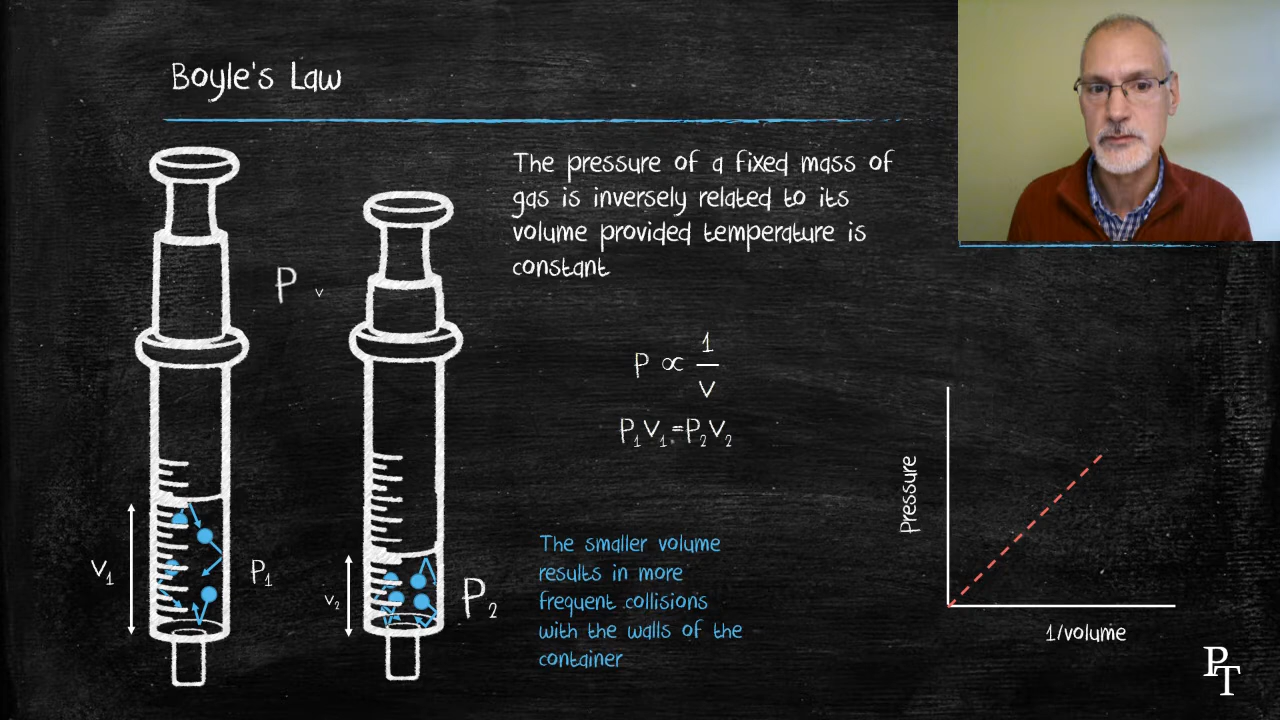 Boyle's Law
The pressure of a fixed mass of
gas is inversely related to its
volume provided temperature is
constant
P v
P ∝ 1/v
P₁V₁=P₂V₂
V₁
P₁
V₂
P₂
The smaller volume
results in more
frequent collisions
with the walls of the
container
Pressure
1/volume
PT